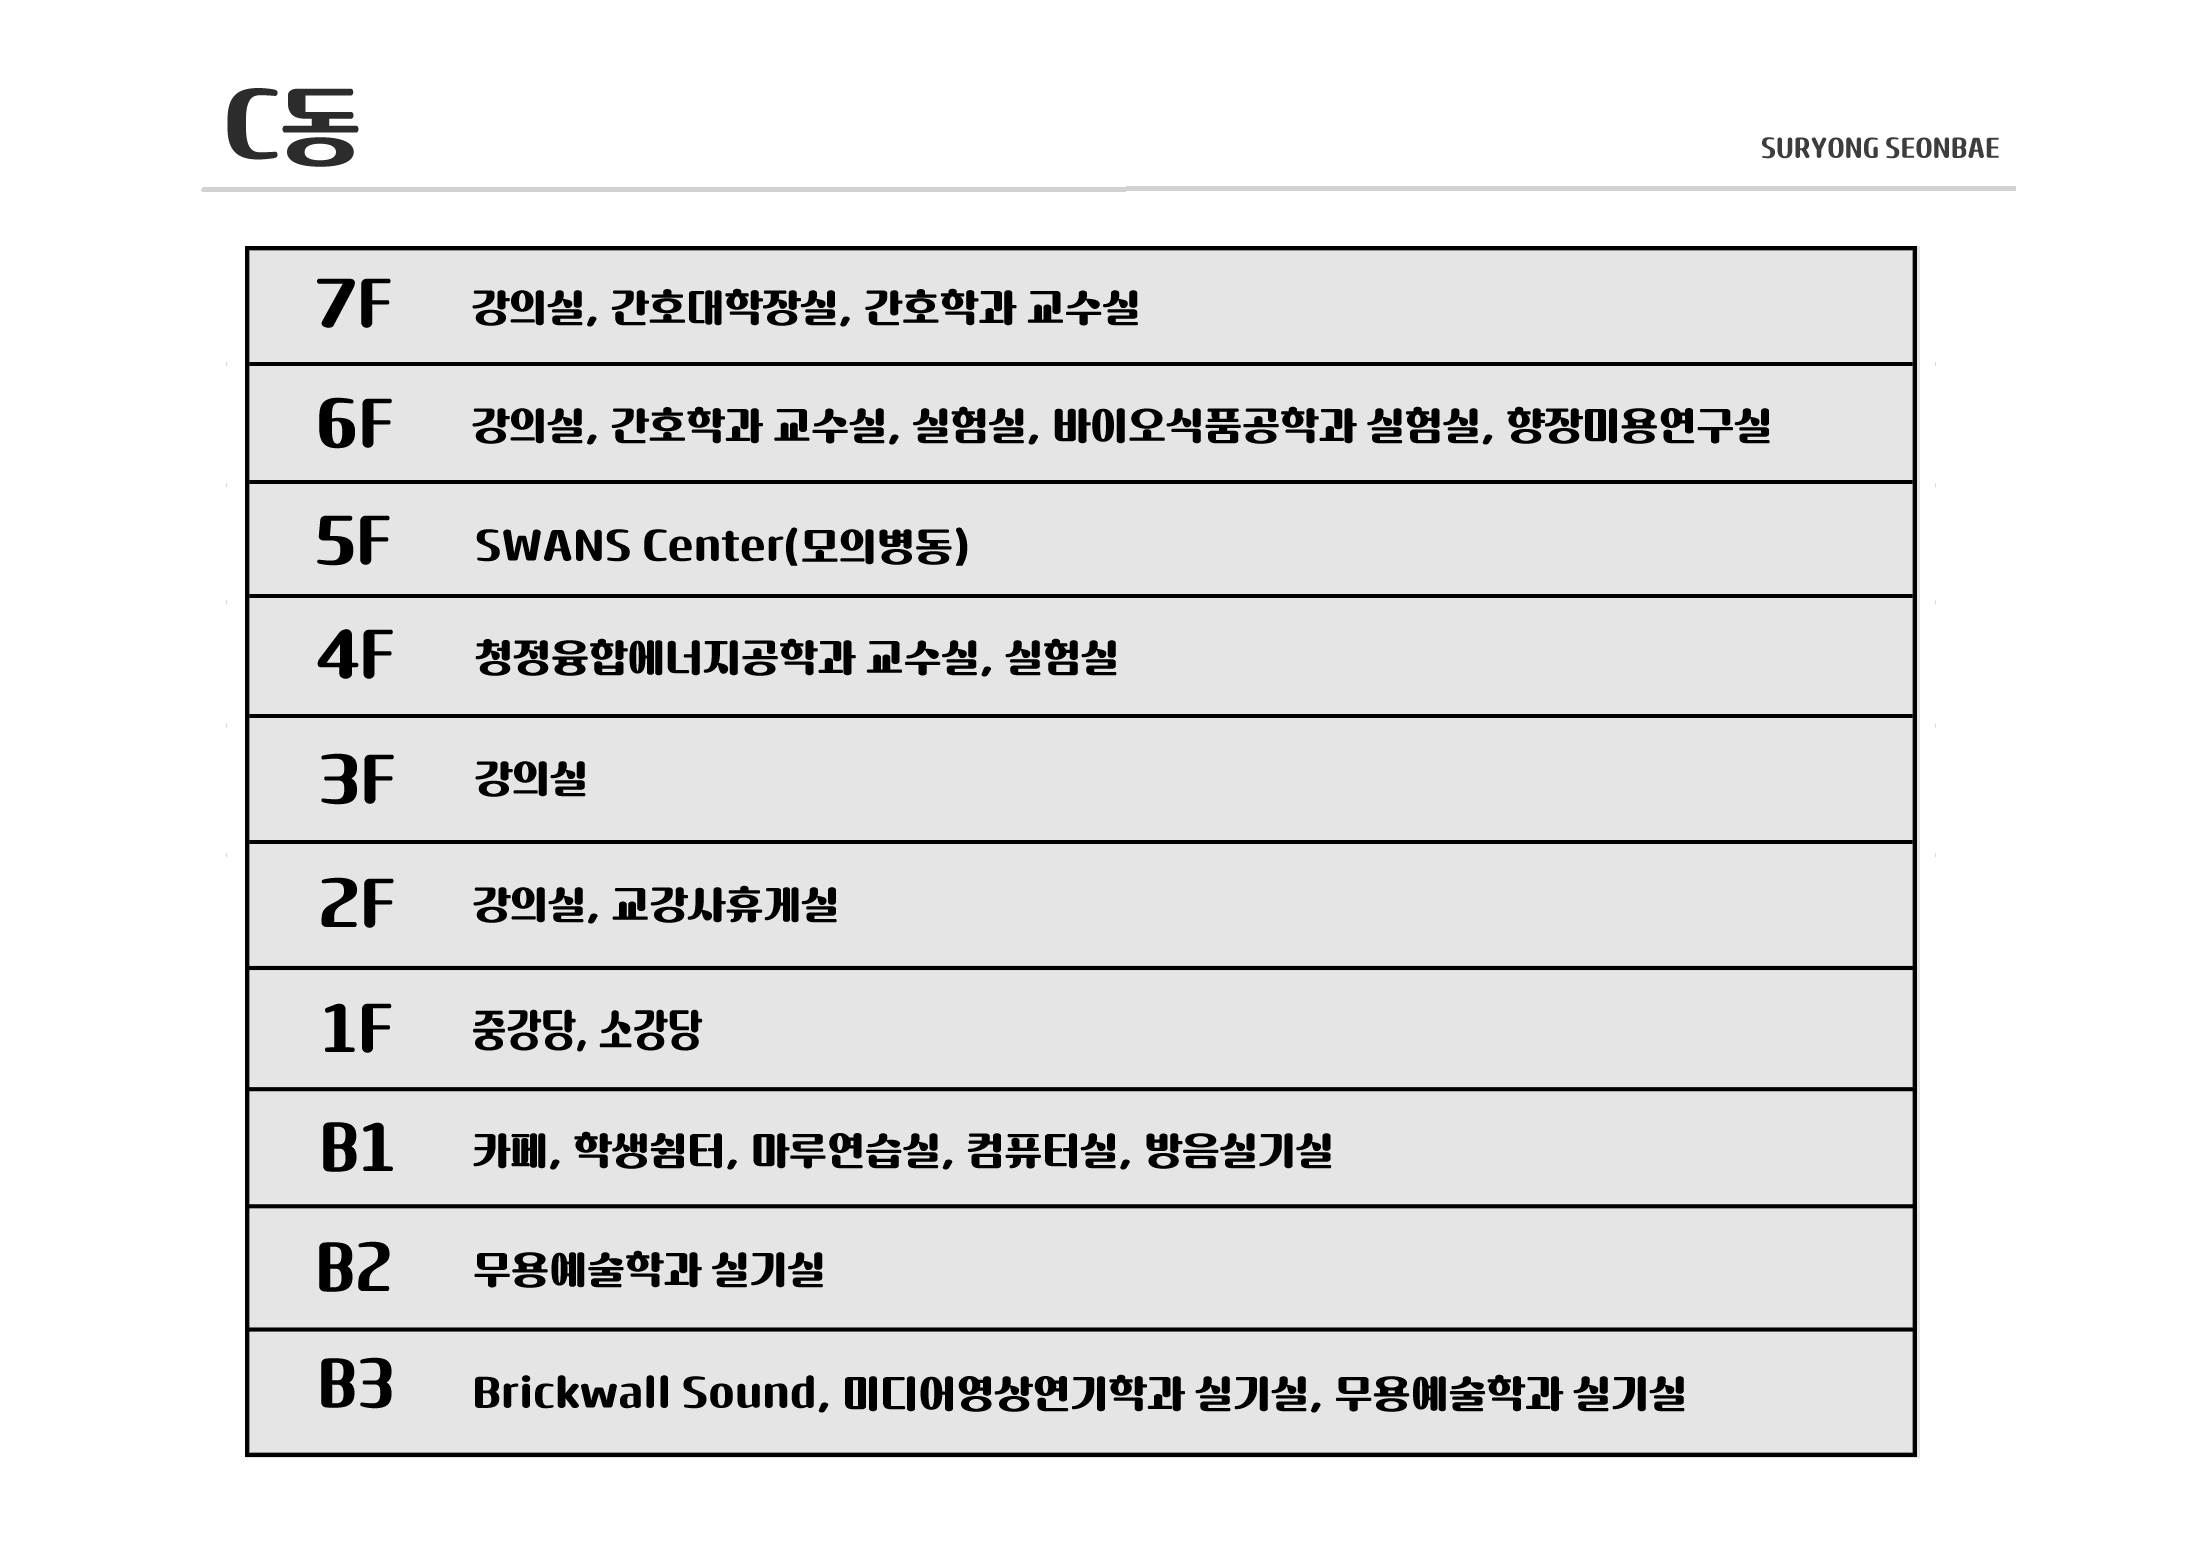 C동
SURYONG SEONBAE
7F 강의실, 간호대학장실, 간호학과 교수실
6F 강의실, 간호학과 교수실, 실험실, 바이오식품공학과 실험실, 향장미용연구실
5F SWANS Center(모의병동)
4F 청정융합에너지공학과 교수실, 실험실
3F 강의실
2F 강의실, 교강사휴게실
1F 중강당, 소강당
B1 카페, 학생쉼터, 마루연습실, 컴퓨터실, 방음실기실
B2 무용예술학과 실기실
B3 Brickwall Sound, 미디어영상연기학과 실기실, 무용예술학과 실기실